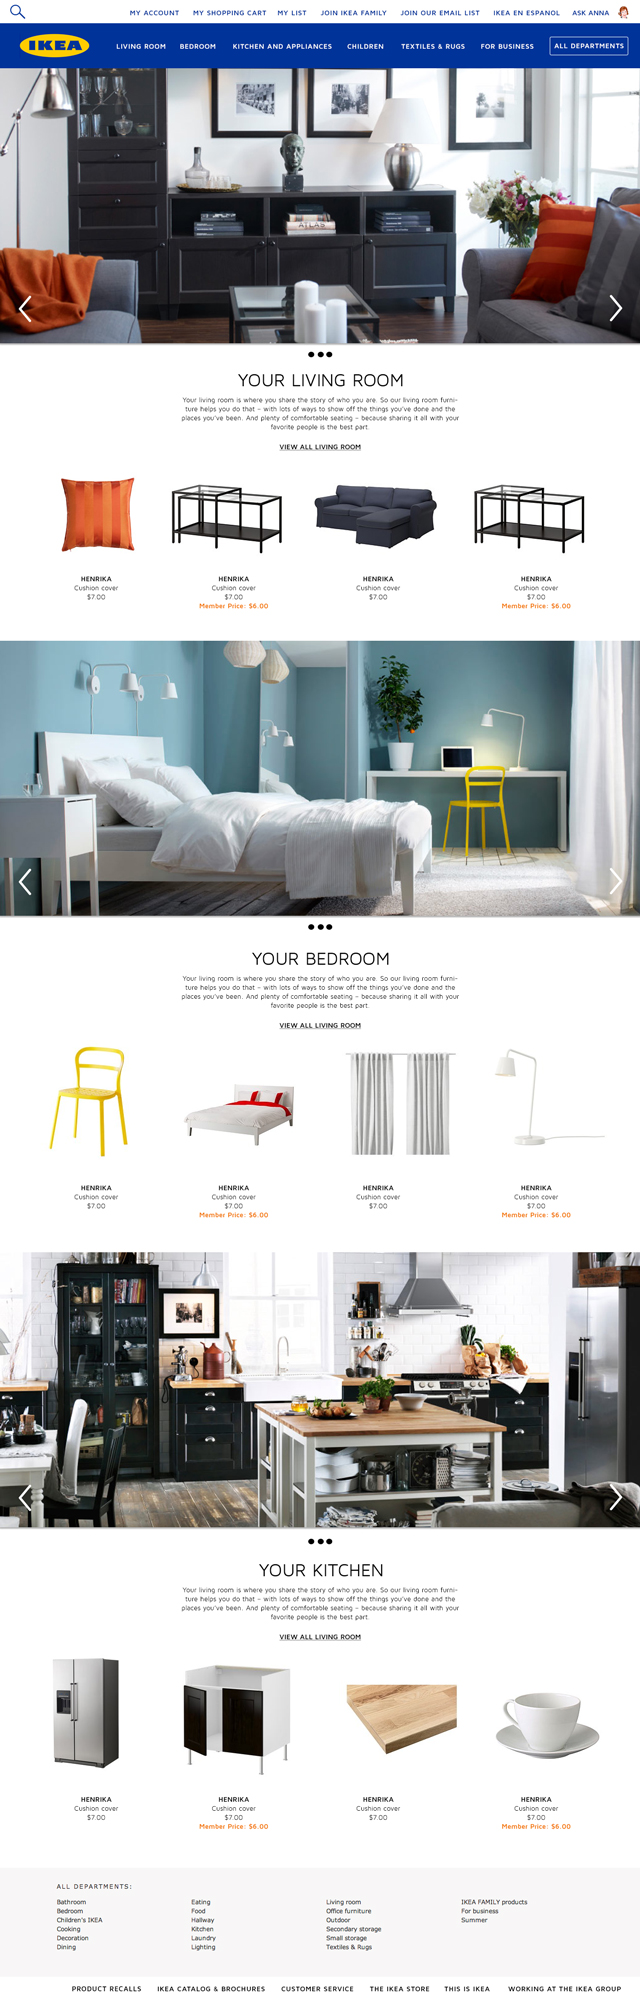 MY ACCOUNT MY SHOPPING CART MY LIST JOIN IKEA FAMILY JOIN OUR EMAIL LIST IKEA EN ESPANOL ASK ANNA
IKEA LIVING ROOM BEDROOM KITCHEN AND APPLIANCES CHILDREN TEXTILES & RUGS FOR BUSINESS ALL DEPARTMENTS
ATLAS
YOUR LIVING ROOM
Your living room is where you share the story of who you are. So our living room furni-
ture helps you do that – with lots of ways to show off the things you've done and the
places you've been. And plenty of comfortable seating – because sharing it all with your
favorite people is the best part.
VIEW ALL LIVING ROOM
HENRIKA HENRIKA HENRIKA HENRIKA
Cushion cover Cushion cover Cushion cover Cushion cover
$7.00 $7.00 $7.00 $7.00
Member Price: $6.00 Member Price: $6.00
YOUR BEDROOM
Your living room is where you share the story of who you are. So our living room furni-
ture helps you do that – with lots of ways to show off the things you've done and the
places you've been. And plenty of comfortable seating – because sharing it all with your
favorite people is the best part.
VIEW ALL LIVING ROOM
HENRIKA HENRIKA HENRIKA HENRIKA
Cushion cover Cushion cover Cushion cover Cushion cover
$7.00 $7.00 $7.00 $7.00
Member Price: $6.00 Member Price: $6.00
YOUR KITCHEN
Your living room is where you share the story of who you are. So our living room furni-
ture helps you do that – with lots of ways to show off the things you've done and the
places you've been. And plenty of comfortable seating – because sharing it all with your
favorite people is the best part.
VIEW ALL LIVING ROOM
HENRIKA HENRIKA HENRIKA HENRIKA
Cushion cover Cushion cover Cushion cover Cushion cover
$7.00 $7.00 $7.00 $7.00
Member Price: $6.00 Member Price: $6.00
ALL DEPARTMENTS:
Bathroom Eating Living room IKEA FAMILY products
Bedroom Food Office furniture For business
Children's IKEA Hallway Outdoor Summer
Cooking Kitchen Secondary storage
Decoration Laundry Small storage
Dining Lighting Textiles & Rugs
PRODUCT RECALLS IKEA CATALOG & BROCHURES CUSTOMER SERVICE THE IKEA STORE THIS IS IKEA WORKING AT THE IKEA GROUP